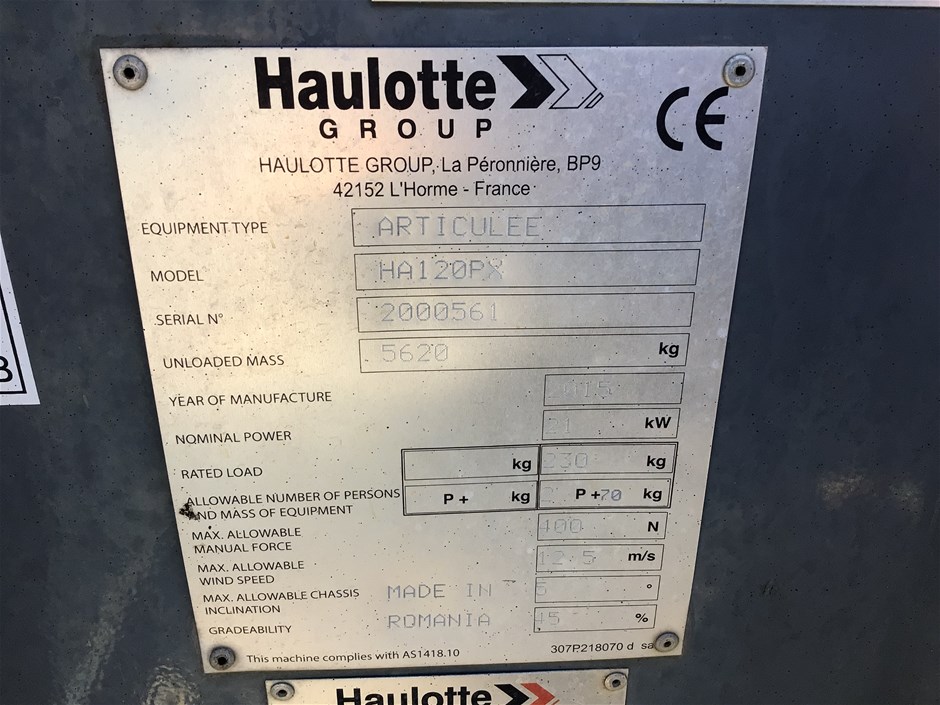 Haulotte
GROUP
CE
HAULOTTE GROUP, La Péronnière, BP9
42152 L'Horme - France
EQUIPMENT TYPE ARTICULEE
MODEL HA120PX
SERIAL N° 2000561
UNLOADED MASS 5620 kg
YEAR OF MANUFACTURE 2015
NOMINAL POWER 21 kW
RATED LOAD kg 230 kg
ALLOWABLE NUMBER OF PERSONS
AND MASS OF EQUIPMENT P + kg P +70 kg
MAX. ALLOWABLE
MANUAL FORCE 400 N
MAX. ALLOWABLE
WIND SPEED 12.5 m/s
MAX. ALLOWABLE CHASSIS
INCLINATION MADE IN 5 °
GRADEABILITY ROMANIA 45 %
This machine complies with AS1418.10
307P218070 d
Haulotte